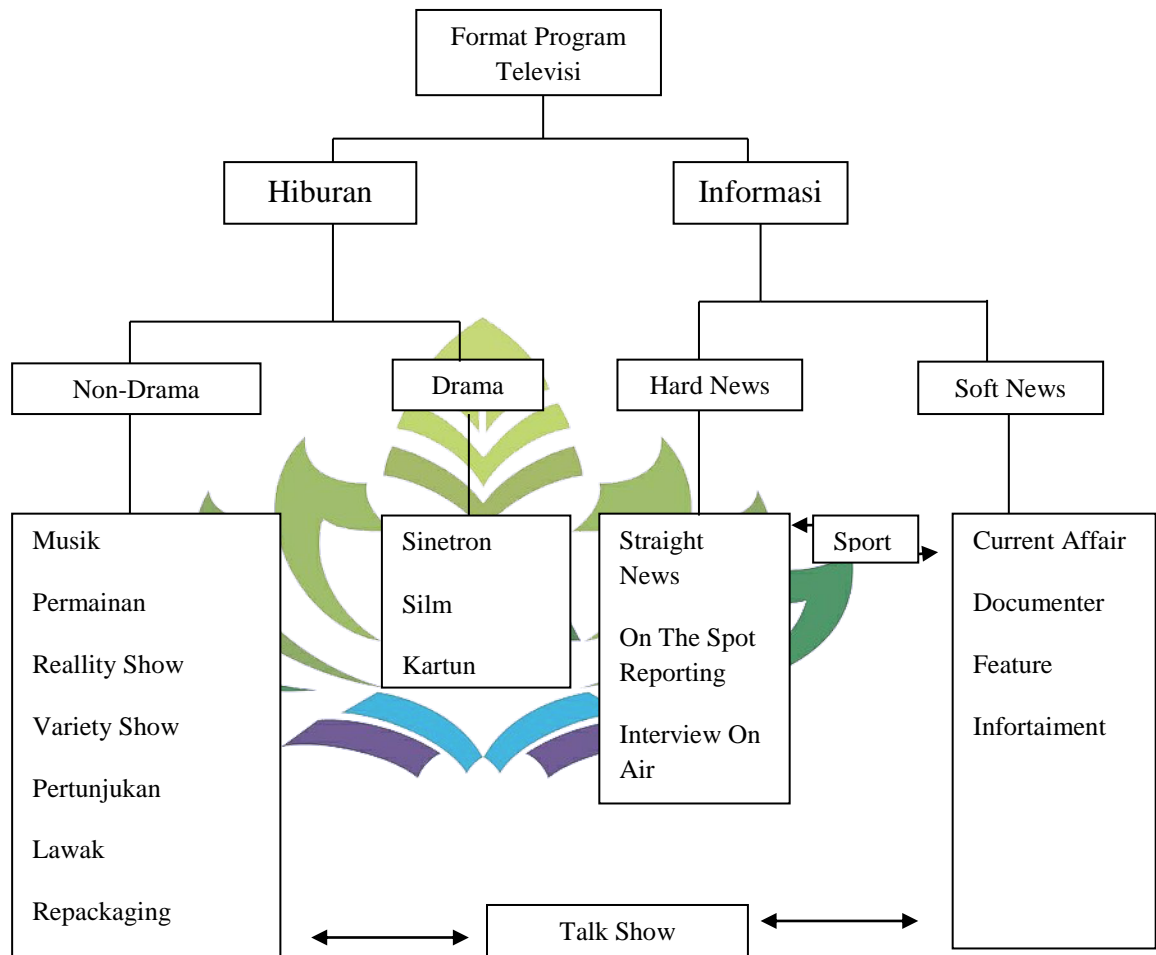 Format Program
Televisi
Hiburan
Informasi
Non-Drama
Drama
Hard News
Soft News
Musik
Permainan
Reallity Show
Variety Show
Pertunjukan
Lawak
Repackaging
Sinetron
Silm
Kartun
Straight
News
On The Spot
Reporting
Interview On
Air
Sport
Current Affair
Documenter
Feature
Infortaiment
Talk Show